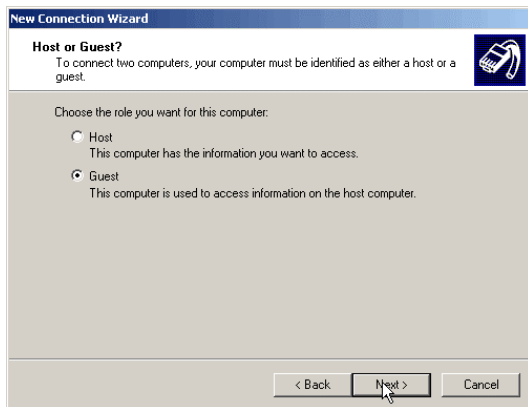 New Connection Wizard
Host or Guest?
To connect two computers, your computer must be identified as either a host or a
guest.
Choose the role you want for this computer:
Host
This computer has the information you want to access.
Guest
This computer is used to access information on the host computer.
< Back
Next >
Cancel